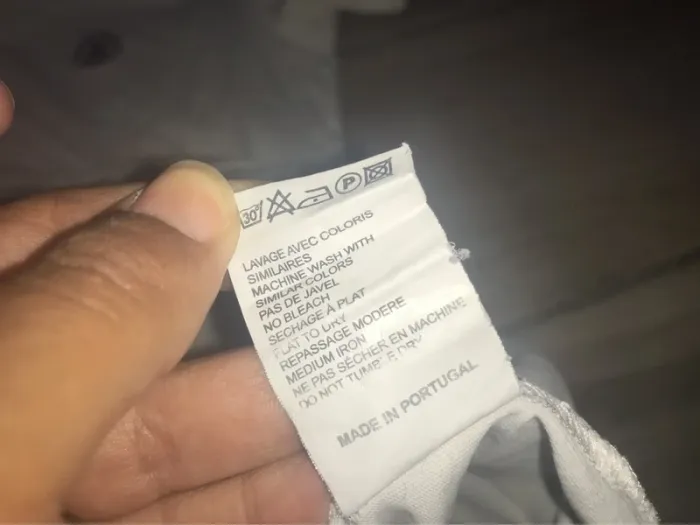 30°
P
LAVAGE AVEC COLORIS
SIMILAIRES
MACHINE WASH WITH
SIMILAR COLORS
PAS DE JAVEL
NO BLEACH
SECHAGE À PLAT
FLAT TO DRY
REPASSAGE MODERE
MEDIUM IRON
NE PAS SÉCHER EN MACHINE
DO NOT TUMBLE DRY
MADE IN PORTUGAL